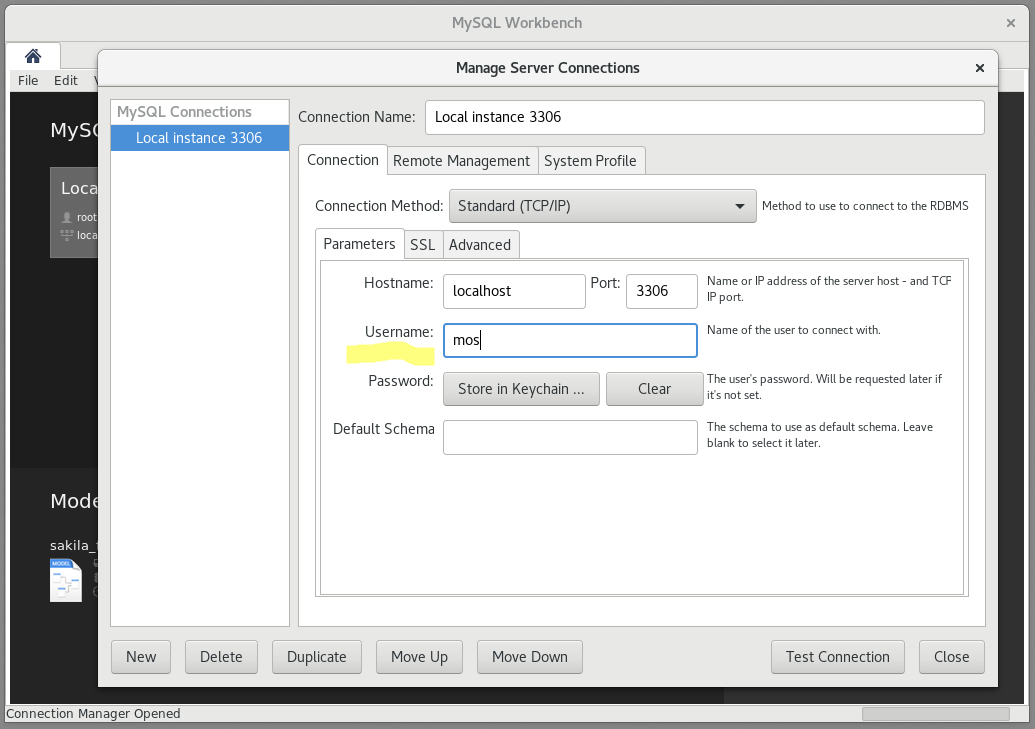 MySQL Workbench
File Edit
Manage Server Connections
MySQL Connections
Local instance 3306
Connection Name: Local instance 3306
Connection Remote Management System Profile
Connection Method: Standard (TCP/IP) Method to use to connect to the RDBMS
Parameters SSL Advanced
Hostname: localhost Port: 3306 Name or IP address of the server host - and TCP
IP port.
Username: mos Name of the user to connect with.
Password: Store in Keychain ... Clear The user's password. Will be requested later if
it's not set.
Default Schema The schema to use as default schema. Leave
blank to select it later.
MySQ
Loca
root
loca
Mode
sakila_
MODEL
New Delete Duplicate Move Up Move Down Test Connection Close
Connection Manager Opened